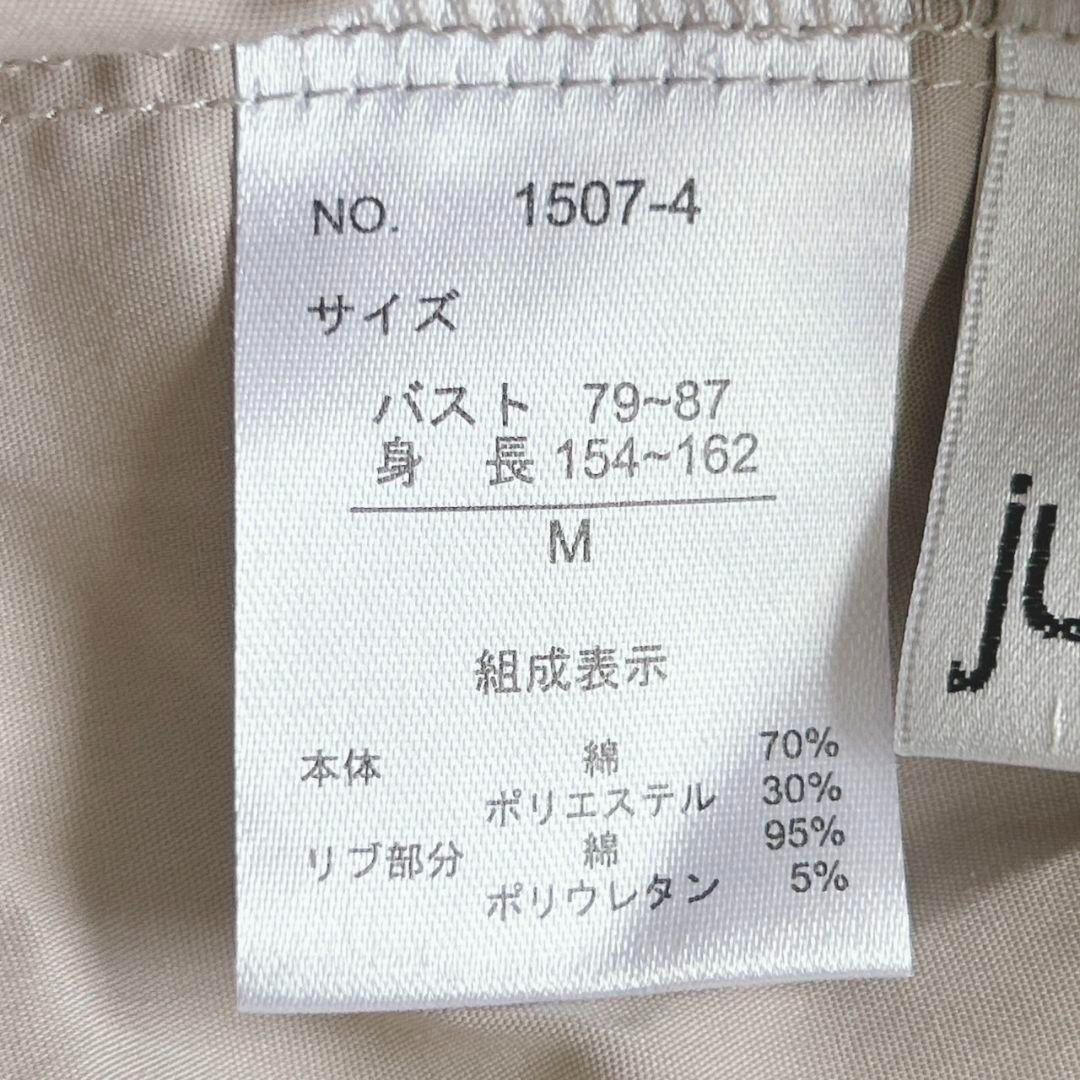 NO. 1507-4
サイズ
バスト 79~87
身 長 154~162
M
組成表示
本体 綿 70%
ポリエステル 30%
リブ部分 綿 95%
ポリウレタン 5%